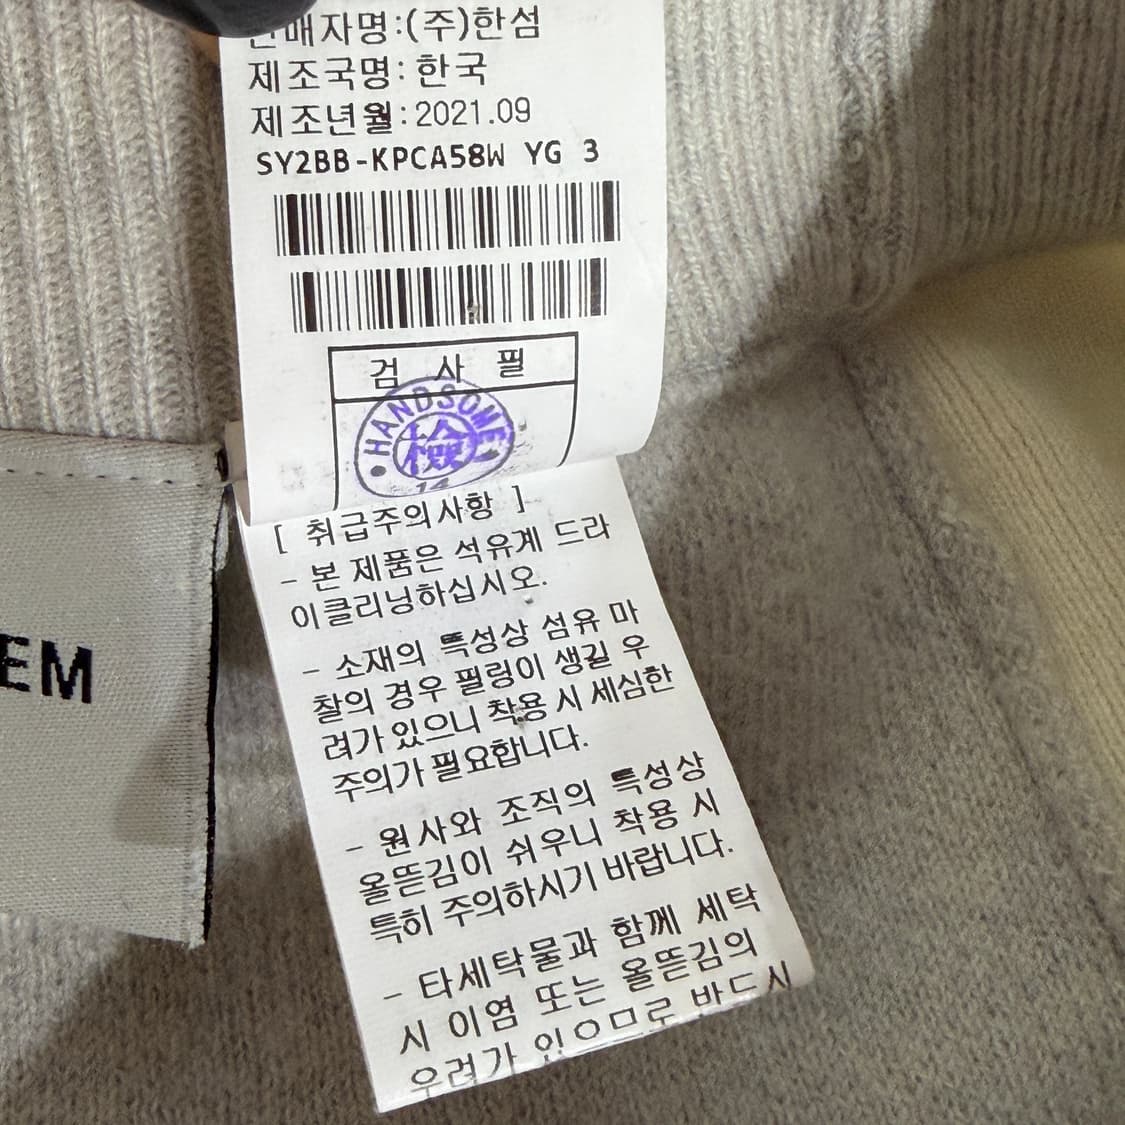 판매자명:(주)한섬
제조국명: 한국
제조년월:2021.09
SY2BB-KPCA58W YG 3
검 사 필
HANDSOME
檢
14
[ 취급주의사항 ]
- 본 제품은 석유계 드라
이클리닝하십시오.
- 소재의 특성상 섬유 마
찰의 경우 필링이 생길 우
려가 있으니 착용 시 세심한
주의가 필요합니다.
- 원사와 조직의 특성상
올뜯김이 쉬우니 착용 시
특히 주의하시기 바랍니다.
- 타세탁물과 함께 세탁
시 이염 또는 올뜯김의
우려가 있으므로 반드시
EM